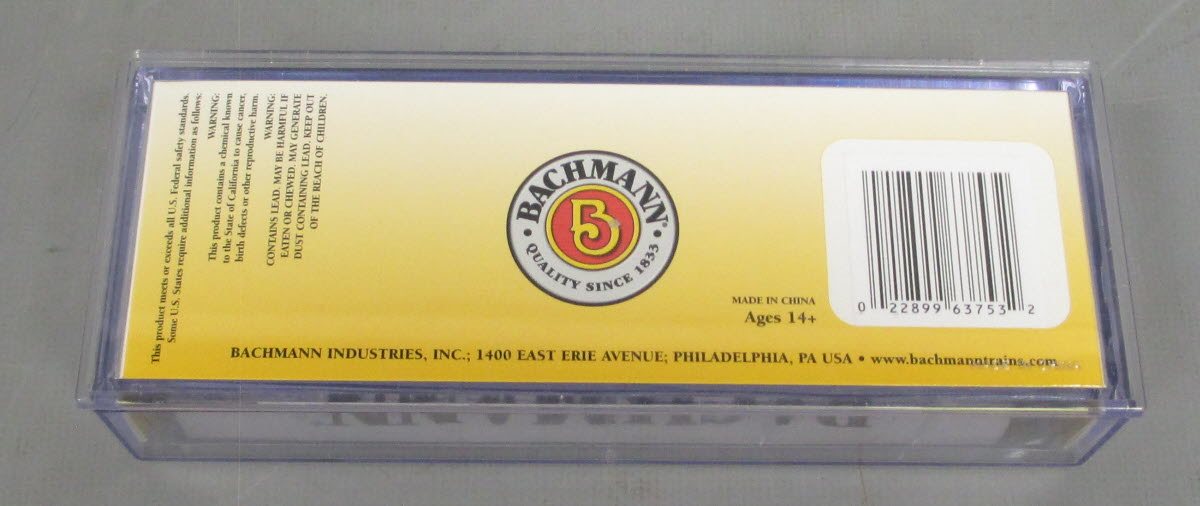 This product meets or exceeds all U.S. Federal safety standards.
Some U.S. States require additional information as follows:
WARNING:
This product contains a chemical known
to the State of California to cause cancer,
birth defects or other reproductive harm.
WARNING:
CONTAINS LEAD. MAY BE HARMFUL IF
EATEN OR CHEWED. MAY GENERATE
DUST CONTAINING LEAD. KEEP OUT
OF THE REACH OF CHILDREN.
BACHMANN®
B
• QUALITY SINCE 1833 •
MADE IN CHINA
Ages 14+
0 22899 63753 2
BACHMANN INDUSTRIES, INC.; 1400 EAST ERIE AVENUE; PHILADELPHIA, PA USA • www.bachmanntrains.com
BACHMANN